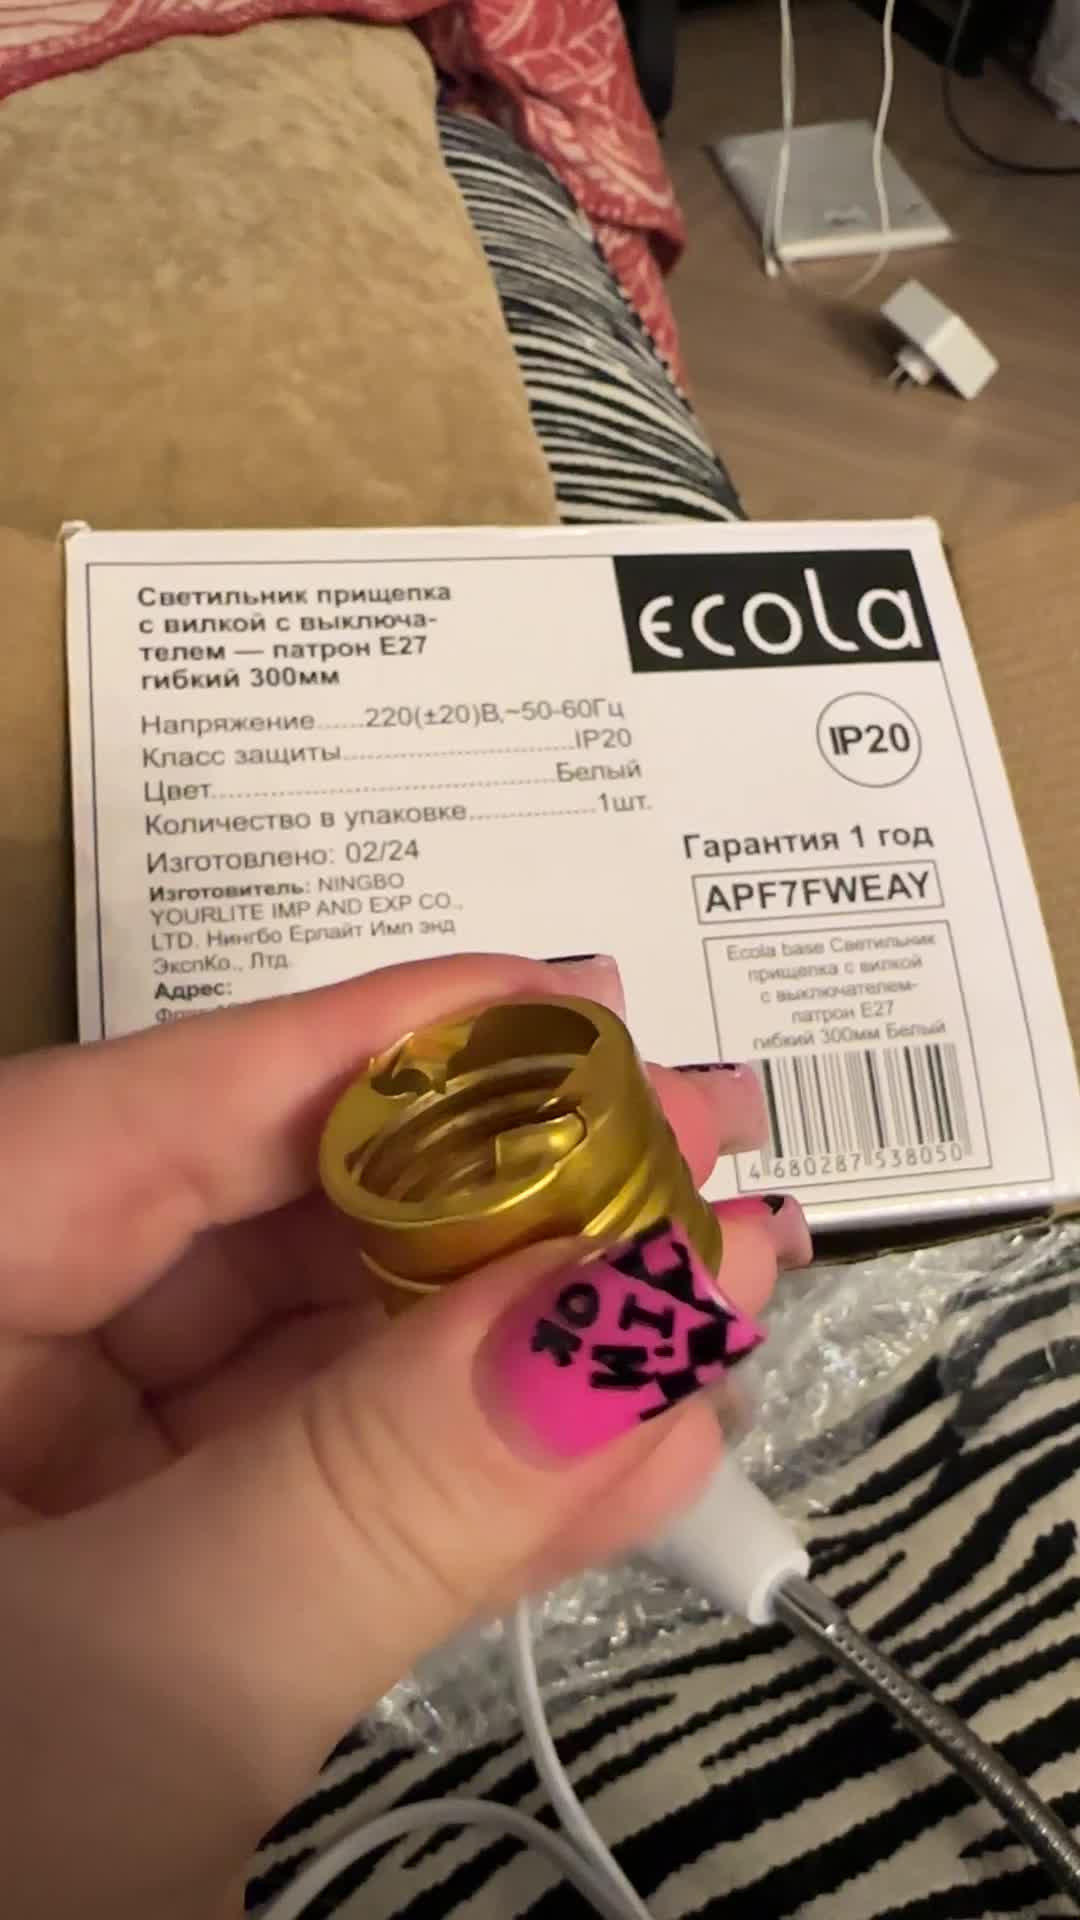 Светильник прищепка
с вилкой с выключа-
телем — патрон E27
гибкий 300мм
Ecola
Напряжение......220(±20)В,~50-60Гц
Класс защиты..............................IP20
Цвет............................................Белый
Количество в упаковке................1шт.
Изготовлено: 02/24
Изготовитель: NINGBO
YOURLITE IMP AND EXP CO.,
LTD. Нингбо Ерлайт Имп энд
ЭкспКо., Лтд.
Адрес:
IP20
Гарантия 1 год
APF7FWEAY
Ecola base Светильник
прищепка с вилкой
с выключателем-
патрон E27
гибкий 300мм Белый
4 680287 538050